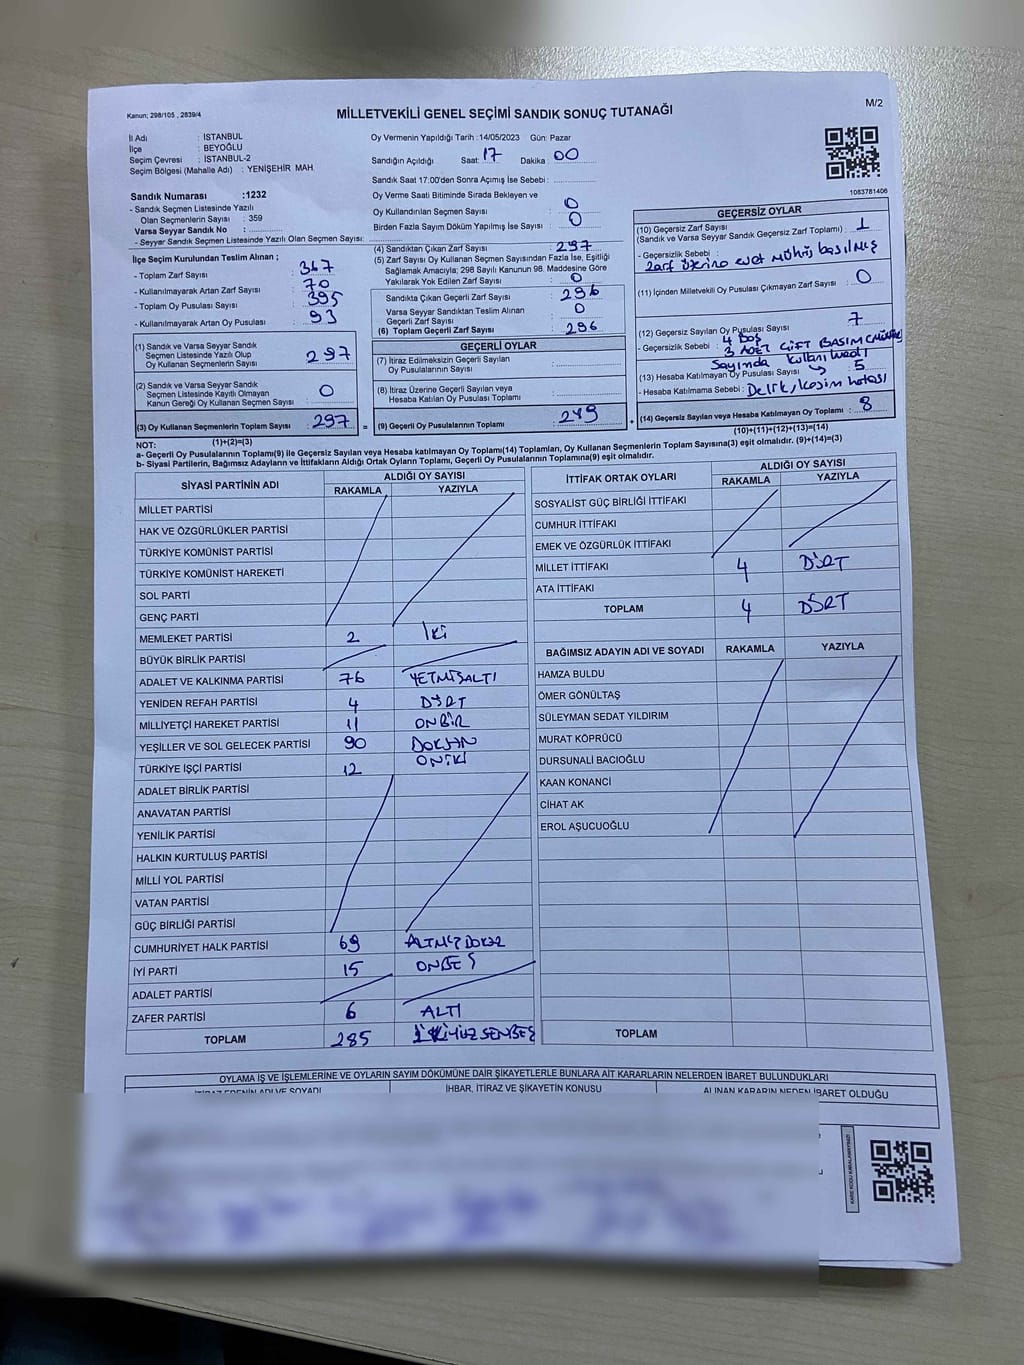 Kanun; 298/105 , 2839/4
MİLLETVEKİLİ GENEL SEÇİMİ SANDIK SONUÇ TUTANAĞI
M/2
İl Adı : İSTANBUL
İlçe : BEYOĞLU
Seçim Çevresi : İSTANBUL-2
Seçim Bölgesi (Mahalle Adı) : YENİŞEHİR MAH
Sandık Numarası :1232
- Sandık Seçmen Listesinde Yazılı
Olan Seçmenlerin Sayısı : 359
Varsa Seyyar Sandık No :
- Seyyar Sandık Seçmen Listesinde Yazılı Olan Seçmen Sayısı:
İlçe Seçim Kurulundan Teslim Alınan ;
- Toplam Zarf Sayısı : 367
- Kullanılmayarak Artan Zarf Sayısı : 70
- Toplam Oy Pusulası Sayısı : 395
- Kullanılmayarak Artan Oy Pusulası : 93
(1) Sandık ve Varsa Seyyar Sandık
Seçmen Listesinde Yazılı Olup
Oy Kullanan Seçmenlerin Sayısı : 297
(2) Sandık ve Varsa Seyyar Sandık
Seçmen Listesinde Kayıtlı Olmayan
Kanun Gereği Oy Kullanan Seçmen Sayısı : 0
(3) Oy Kullanan Seçmenlerin Toplam Sayısı : 297
(1)+(2)=(3)
Oy Vermenin Yapıldığı Tarih : 14/05/2023 Gün: Pazar
Sandığın Açıldığı Saat: 17 Dakika : 00
Sandık Saat 17:00'den Sonra Açımış İse Sebebi :
Oy Verme Saati Bitiminde Sırada Bekleyen ve
Oy Kullandırılan Seçmen Sayısı : 0
Birden Fazla Sayım Döküm Yapılmış İse Sayısı : 0
(4) Sandıktan Çıkan Zarf Sayısı : 297
(5) Zarf Sayısı Oy Kullanan Seçmen Sayısından Fazla İse, Eşitliği
Sağlamak Amacıyla; 298 Sayılı Kanunun 98. Maddesine Göre
Yakılarak Yok Edilen Zarf Sayısı : 0
Sandıkta Çıkan Geçerli Zarf Sayısı : 296
Varsa Seyyar Sandıktan Teslim Alınan
Geçerli Zarf Sayısı : 0
(6) Toplam Geçerli Zarf Sayısı : 296
GEÇERLİ OYLAR
(7) İtiraz Edilmeksizin Geçerli Sayılan
Oy Pusulalarının Sayısı :
(8) İtiraz Üzerine Geçerli Sayılan veya
Hesaba Katılan Oy Pusulası Toplamı :
= (9) Geçerli Oy Pusulalarının Toplamı : 289 +
1083781406
GEÇERSİZ OYLAR
(10) Geçersiz Zarf Sayısı
(Sandık ve Varsa Seyyar Sandık Geçersiz Zarf Toplamı) : 1
- Geçersizlik Sebebi :
zarf üzerine evet mührü basılmış
(11) İçinden Milletvekili Oy Pusulası Çıkmayan Zarf Sayısı : 0
(12) Geçersiz Sayılan Oy Pusulası Sayısı : 7
- Geçersizlik Sebebi : 4 Boş
3 ADET ÇİFT BASIM
(13) Hesaba Katılmayan Oy Pusulası Sayısı : 5
Sayında kullanılmadı
- Hesaba Katılmama Sebebi : Delik, kesim hatası
(14) Geçersiz Sayılan veya Hesaba Katılmayan Oy Toplamı : 8
(10)+(11)+(12)+(13)=(14)
NOT:
a- Geçerli Oy Pusulalarının Toplamı(9) ile Geçersiz Sayılan veya Hesaba katılmayan Oy Toplamı(14) Toplamları, Oy Kullanan Seçmenlerin Toplam Sayısına(3) eşit olmalıdır. (9)+(14)=(3)
b- Siyasi Partilerin, Bağımsız Adayların ve İttifakların Aldığı Ortak Oyların Toplamı, Geçerli Oy Pusulalarının Toplamına(9) eşit olmalıdır.
SİYASİ PARTİNİN ADI
ALDIĞI OY SAYISI
RAKAMLA YAZIYLA
MİLLET PARTİSİ
HAK VE ÖZGÜRLÜKLER PARTİSİ
TÜRKİYE KOMÜNİST PARTİSİ
TÜRKİYE KOMÜNİST HAREKETİ
SOL PARTİ
GENÇ PARTİ
MEMLEKET PARTİSİ 2 İki
BÜYÜK BİRLİK PARTİSİ
ADALET VE KALKINMA PARTİSİ 76 YETMİŞALTI
YENİDEN REFAH PARTİSİ 4 DÖRT
MİLLİYETÇİ HAREKET PARTİSİ 11 ONBİR
YEŞİLLER VE SOL GELECEK PARTİSİ 90 DOKSAN
TÜRKİYE İŞÇİ PARTİSİ 12 ONİKİ
ADALET BİRLİK PARTİSİ
ANAVATAN PARTİSİ
YENİLİK PARTİSİ
HALKIN KURTULUŞ PARTİSİ
MİLLİ YOL PARTİSİ
VATAN PARTİSİ
GÜÇ BİRLİĞİ PARTİSİ
CUMHURİYET HALK PARTİSİ 69 ALTMIŞ DOKUZ
İYİ PARTİ 15 ONBEŞ
ADALET PARTİSİ
ZAFER PARTİSİ 6 ALTI
TOPLAM 285 İKİYÜZSENBEŞ
İTTİFAK ORTAK OYLARI
ALDIĞI OY SAYISI
RAKAMLA YAZIYLA
SOSYALİST GÜÇ BİRLİĞİ İTTİFAKI
CUMHUR İTTİFAKI
EMEK VE ÖZGÜRLÜK İTTİFAKI
MİLLET İTTİFAKI 4 DÖRT
ATA İTTİFAKI
TOPLAM 4 DÖRT
BAĞIMSIZ ADAYIN ADI VE SOYADI RAKAMLA YAZIYLA
HAMZA BULDU
ÖMER GÖNÜLTAŞ
SÜLEYMAN SEDAT YILDIRIM
MURAT KÖPRÜCÜ
DURSUNALİ BACIOĞLU
KAAN KONANCİ
CİHAT AK
EROL AŞUCUOĞLU
TOPLAM
OYLAMA İŞ VE İŞLEMLERİNE VE OYLARIN SAYIM DÖKÜMÜNE DAİR ŞİKAYETLERLE BUNLARA AİT KARARLARIN NELERDEN İBARET BULUNDUKLARI
İTİRAZ EDENİN ADI VE SOYADI İHBAR, İTİRAZ VE ŞİKAYETİN KONUSU ALINAN KARARIN NEDEN İBARET OLDUĞU
KARE KODU KARALAMAYINIZ!